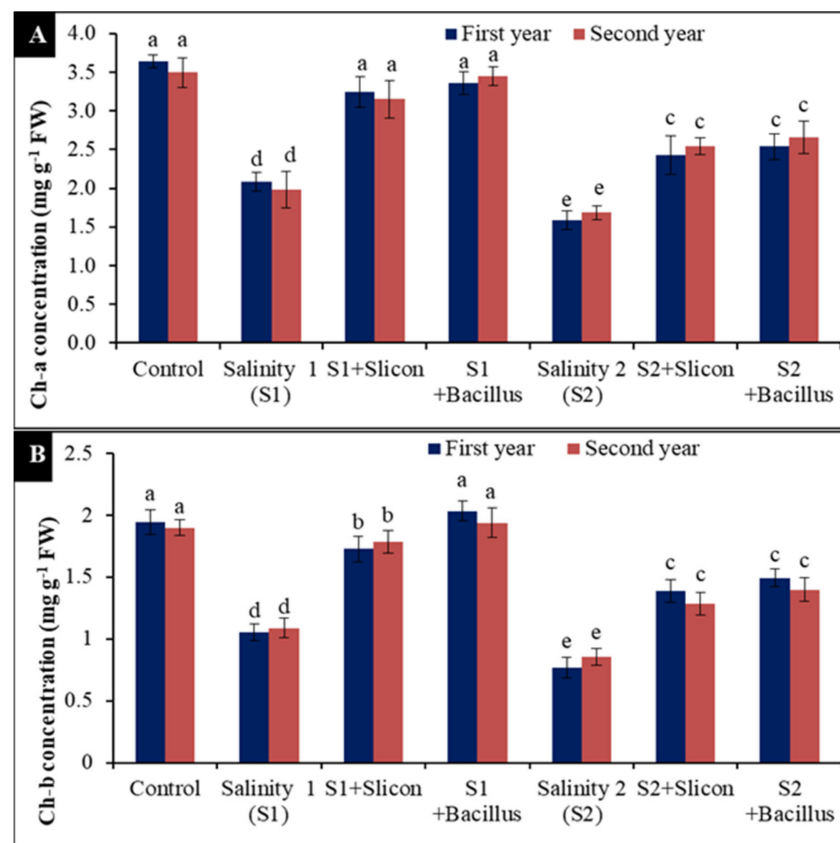 A
First year Second year
Ch-a concentration (mg g-1 FW)
4.0
3.5
3.0
2.5
2.0
1.5
1.0
0.5
0.0
a a
d d
a a
a a
e e
c c
c c
Control
Salinity 1
(S1)
S1+Slicon
S1
+Bacillus
Salinity 2
(S2)
S2+Slicon
S2
+Bacillus
B
First year Second year
Ch-b concentration (mg g-1 FW)
2.5
2
1.5
1
0.5
0
a a
d d
b b
a a
e e
c c
c c
Control
Salinity 1
(S1)
S1+Slicon
S1
+Bacillus
Salinity 2
(S2)
S2+Slicon
S2
+Bacillus